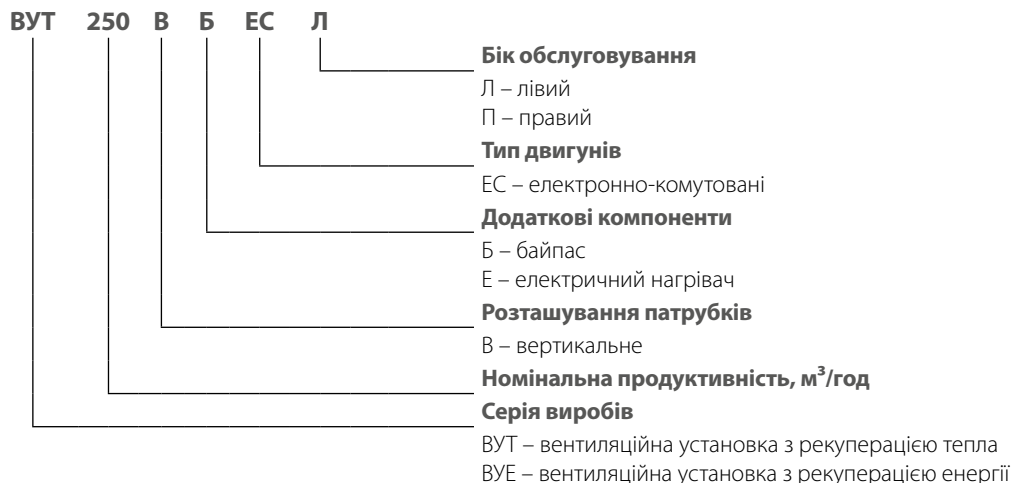 ВУТ 250 В Б ЕС Л
Бік обслуговування
Л – лівий
П – правий
Тип двигунів
ЕС – електронно-комутовані
Додаткові компоненти
Б – байпас
Е – електричний нагрівач
Розташування патрубків
В – вертикальне
Номінальна продуктивність, м³/год
Серія виробів
ВУТ – вентиляційна установка з рекуперацією тепла
ВУЕ – вентиляційна установка з рекуперацією енергії